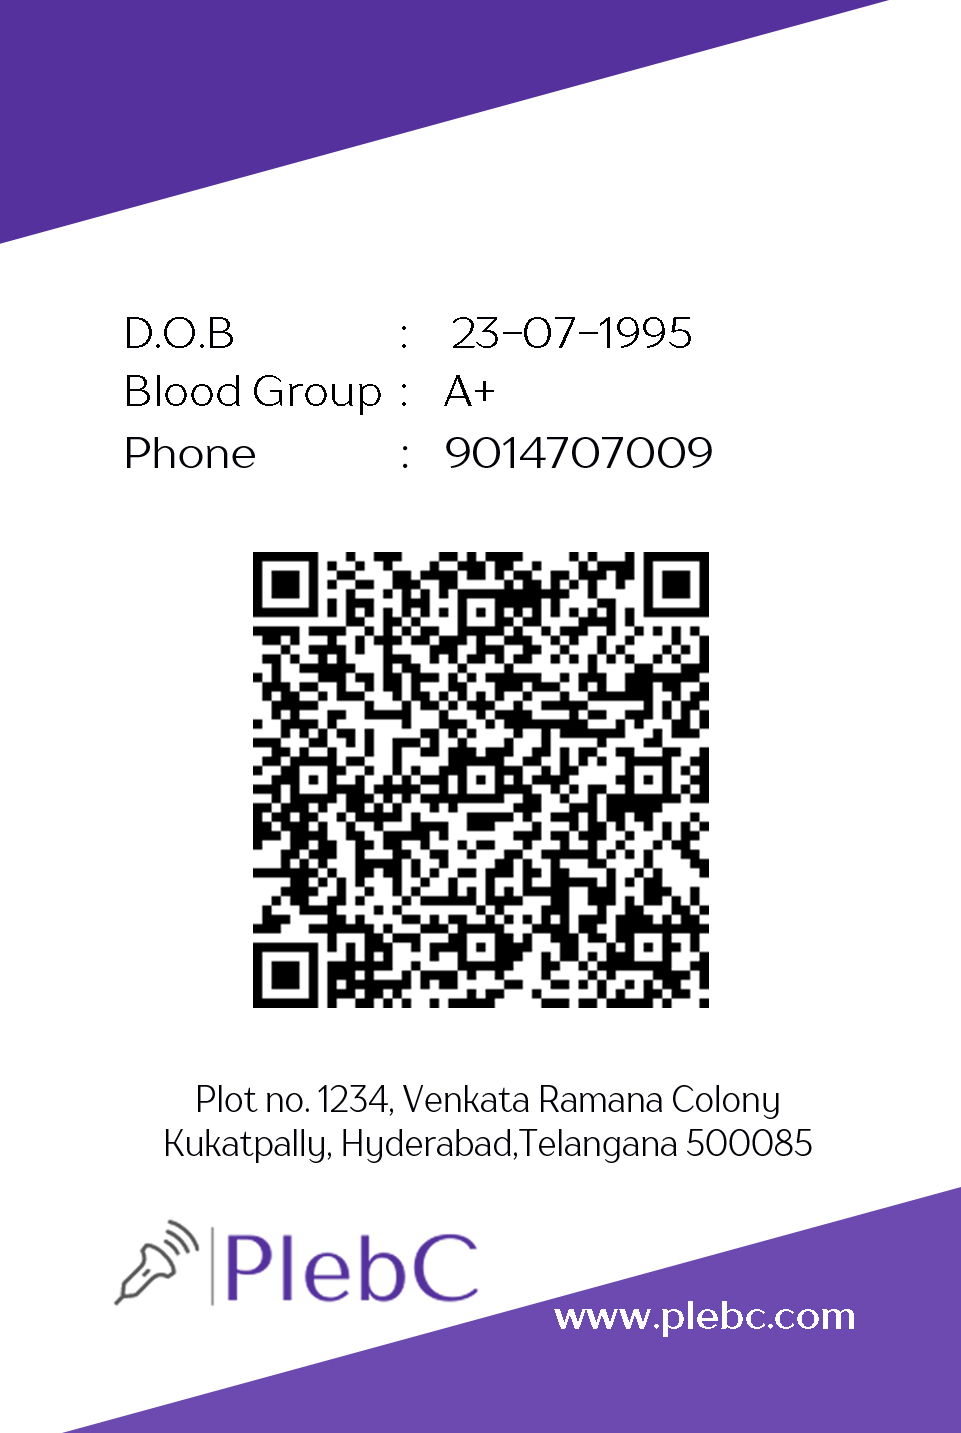 D.O.B : 23-07-1995
Blood Group : A+
Phone : 9014707009
Plot no. 1234, Venkata Ramana Colony
Kukatpally, Hyderabad,Telangana 500085
PlebC
www.plebc.com